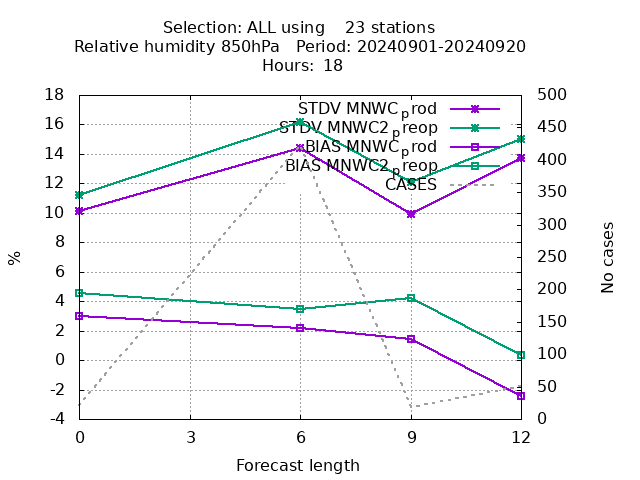 Selection: ALL using    23 stations
Relative humidity 850hPa   Period: 20240901-20240920
Hours: 18
18
16
14
12
10
8
6
4
2
0
-2
-4
%
500
450
400
350
300
250
200
150
100
50
0
No cases
STDV MNWC_prod
STDV MNWC2_preop
BIAS MNWC_prod
BIAS MNWC2_preop
CASES
0 3 6 9 12
Forecast length